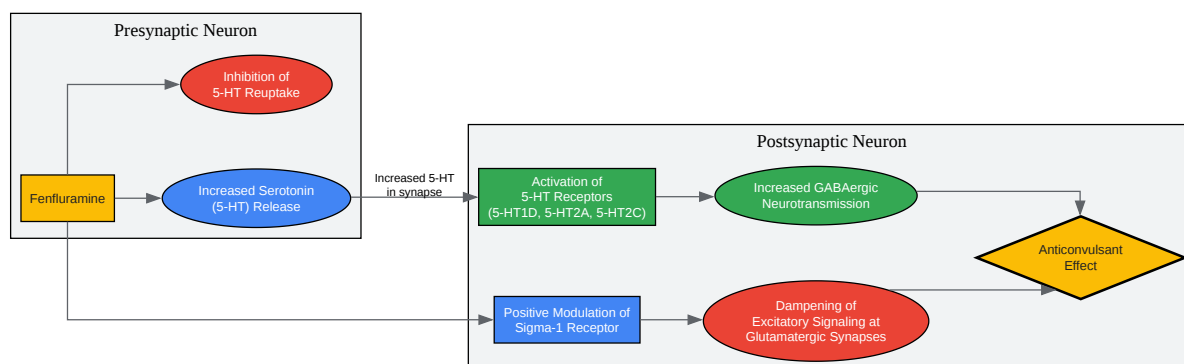 Presynaptic Neuron
Inhibition of
5-HT Reuptake
Fenfluramine
Increased Serotonin
(5-HT) Release
Increased 5-HT
in synapse
Postsynaptic Neuron
Activation of
5-HT Receptors
(5-HT1D, 5-HT2A, 5-HT2C)
Increased GABAergic
Neurotransmission
Anticonvulsant
Effect
Positive Modulation of
Sigma-1 Receptor
Dampening of
Excitatory Signaling at
Glutamatergic Synapses